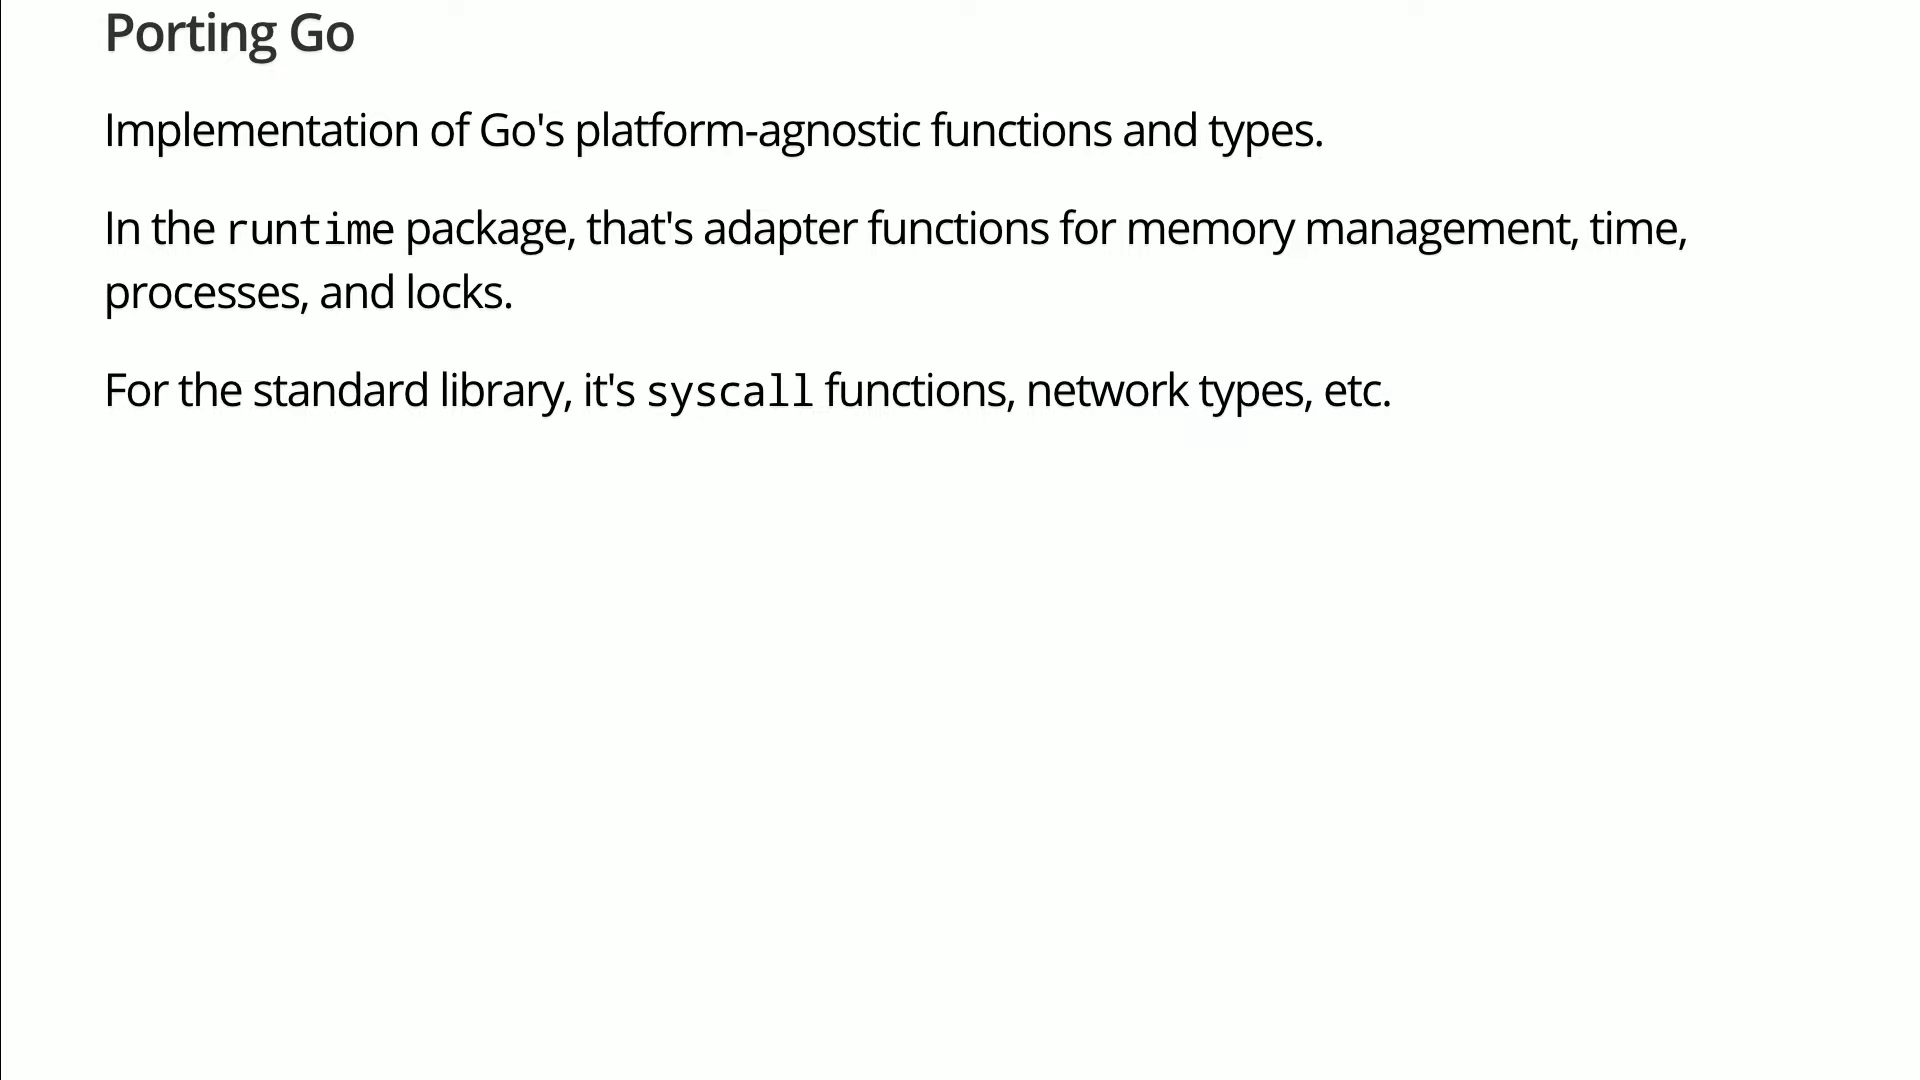 Porting Go
Implementation of Go's platform-agnostic functions and types.
In the runtime package, that's adapter functions for memory management, time,
processes, and locks.
For the standard library, it's syscall functions, network types, etc.